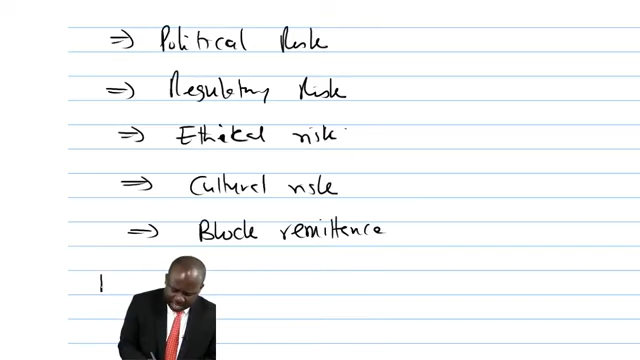 ⇒ Political Risk
⇒ Regulatory Risk
⇒ Ethical risk
⇒ Cultural risk
⇒ Block remittence